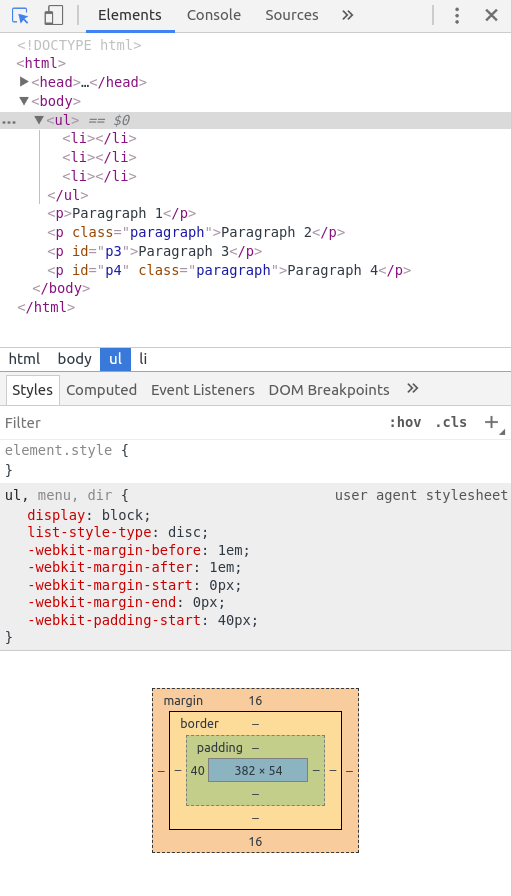 Elements Console Sources »
<!DOCTYPE html>
<html>
▶<head>…</head>
▼<body>
… ▼<ul> == $0
<li></li>
<li></li>
<li></li>
</ul>
<p>Paragraph 1</p>
<p class="paragraph">Paragraph 2</p>
<p id="p3">Paragraph 3</p>
<p id="p4" class="paragraph">Paragraph 4</p>
</body>
</html>
html body ul li
Styles Computed Event Listeners DOM Breakpoints »
Filter :hov .cls +
element.style {
}
ul, menu, dir { user agent stylesheet
display: block;
list-style-type: disc;
-webkit-margin-before: 1em;
-webkit-margin-after: 1em;
-webkit-margin-start: 0px;
-webkit-margin-end: 0px;
-webkit-padding-start: 40px;
}
margin 16
border –
padding –
– – 40 382 × 54 – – –
–
–
16